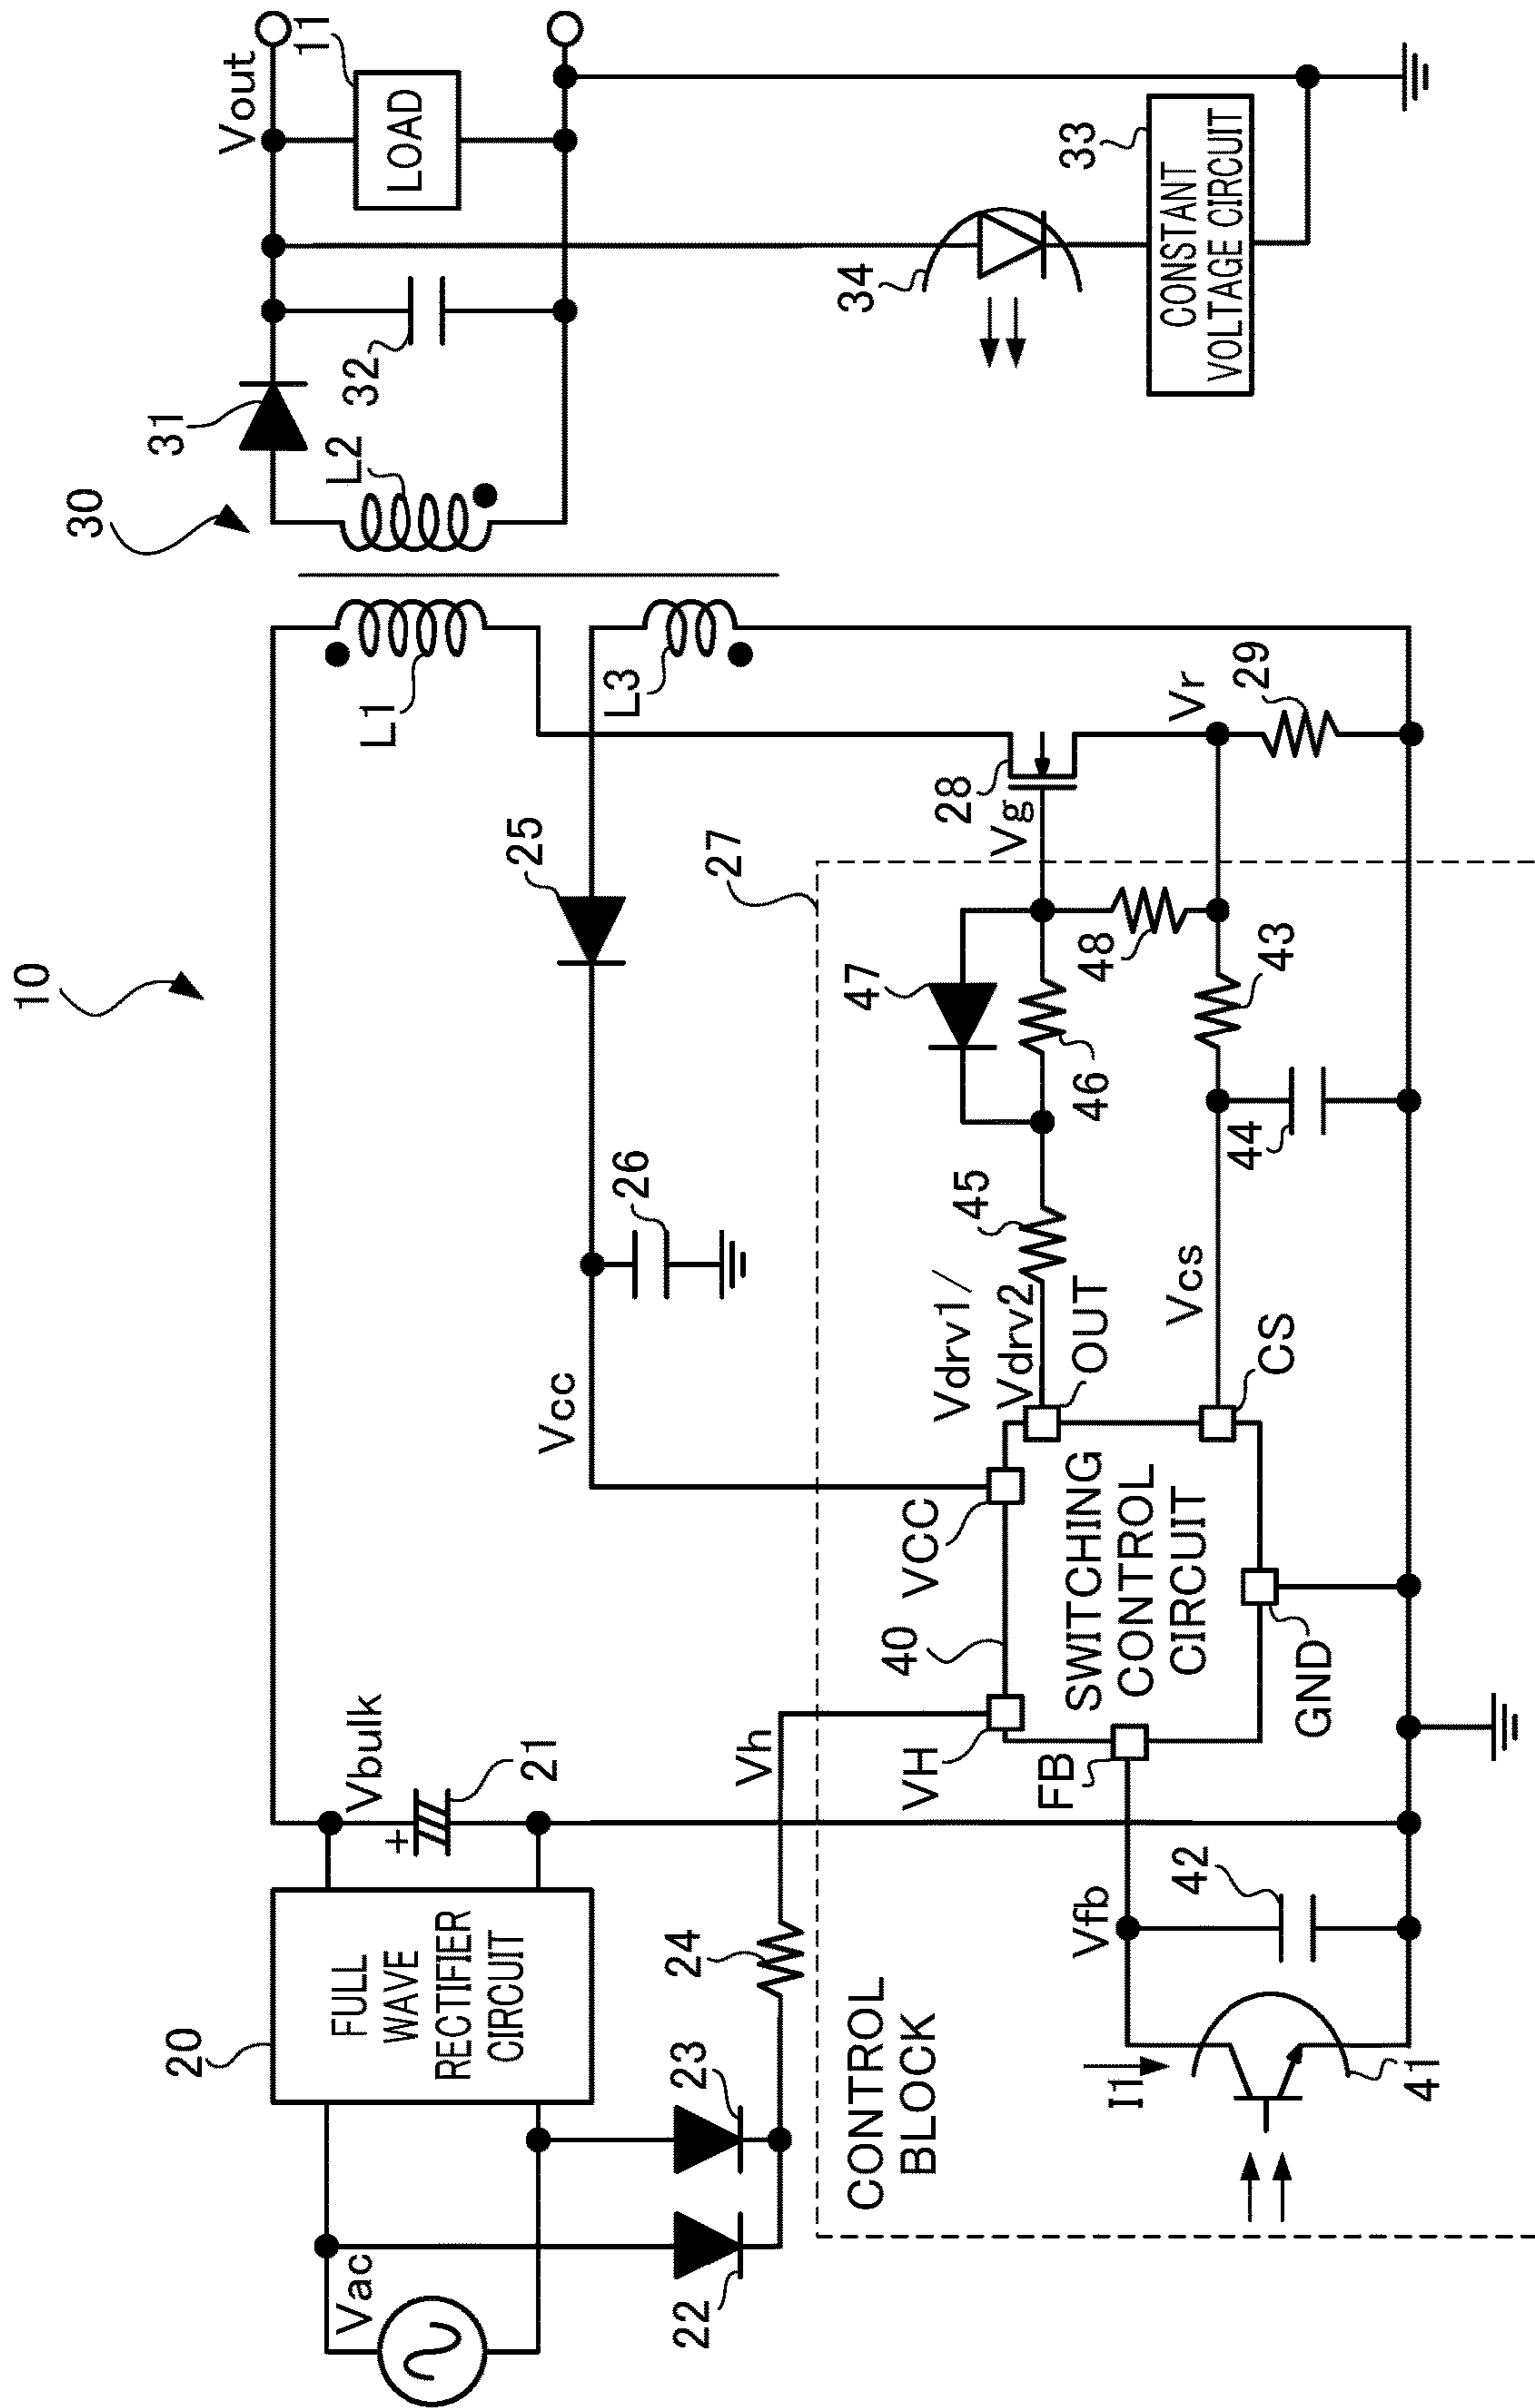 10
30
20
FULL
WAVE
RECTIFIER
CIRCUIT
Vac
Vbulk
+
21
22
23
24
Vh
Vcc
25
26
L1
L2
L3
31
32
Vout
LOAD
11
34
CONSTANT
VOLTAGE CIRCUIT
33
27
CONTROL
BLOCK
40
VH
VCC
SWITCHING
CONTROL
CIRCUIT
FB
GND
OUT
CS
Vdrv1/
Vdrv2
Vcs
45
46
47
48
43
44
Vg
28
Vr
29
Vfb
42
I1
41